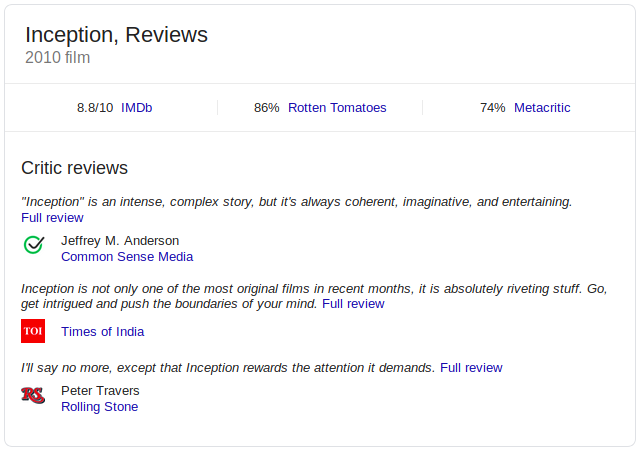 Inception, Reviews
2010 film
8.8/10 IMDb 86% Rotten Tomatoes 74% Metacritic
Critic reviews
"Inception" is an intense, complex story, but it's always coherent, imaginative, and entertaining.
Full review
Jeffrey M. Anderson
Common Sense Media
Inception is not only one of the most original films in recent months, it is absolutely riveting stuff. Go,
get intrigued and push the boundaries of your mind. Full review
TOI Times of India
I'll say no more, except that Inception rewards the attention it demands. Full review
RS Peter Travers
Rolling Stone